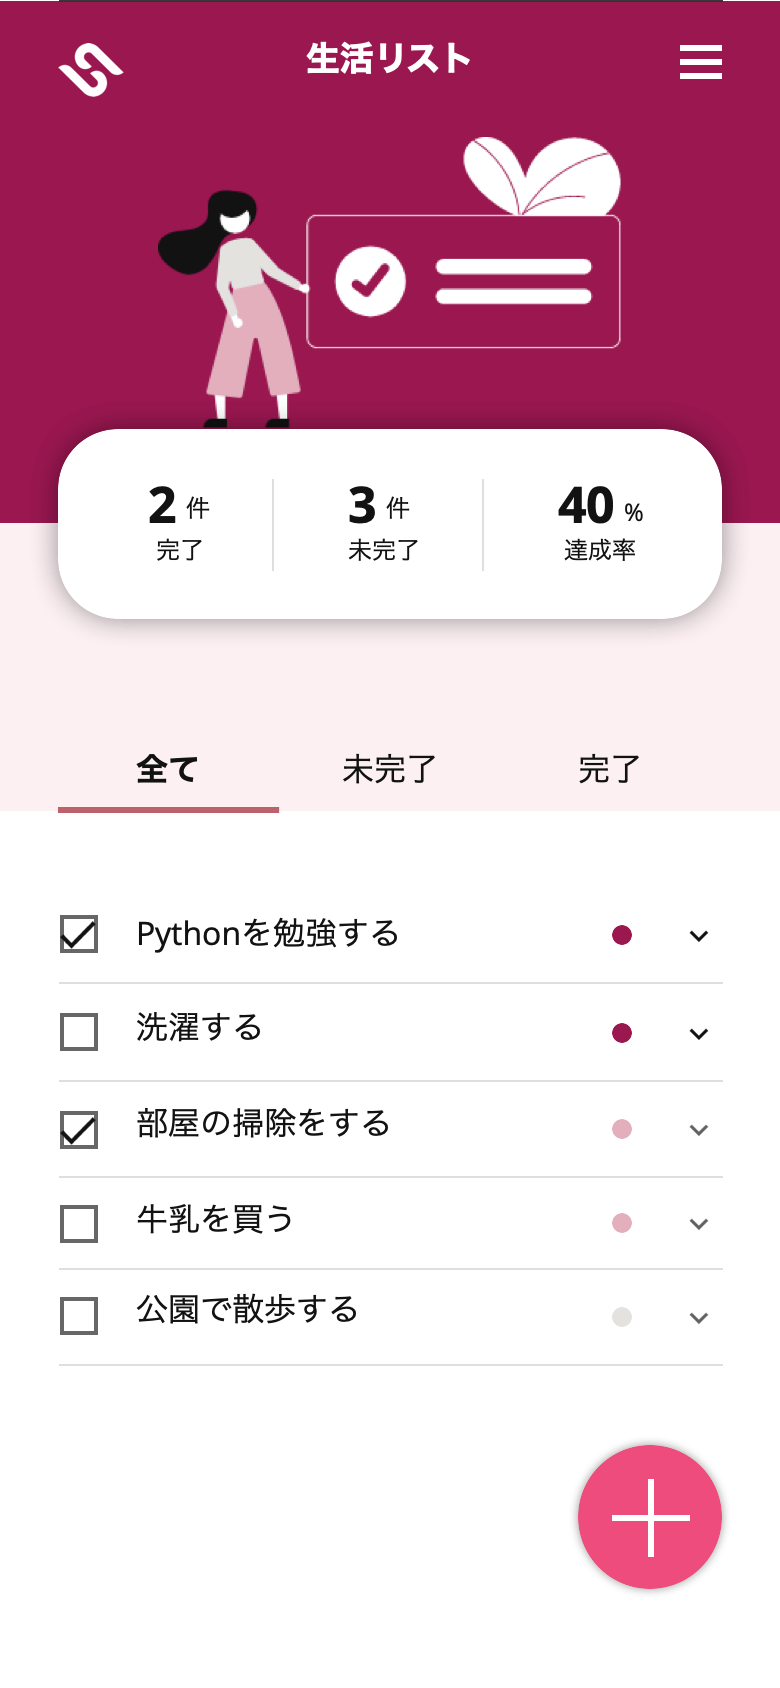 生活リスト
2 件 3 件 40 %
完了 未完了 達成率
全て 未完了 完了
Pythonを勉強する
洗濯する
部屋の掃除をする
牛乳を買う
公園で散歩する